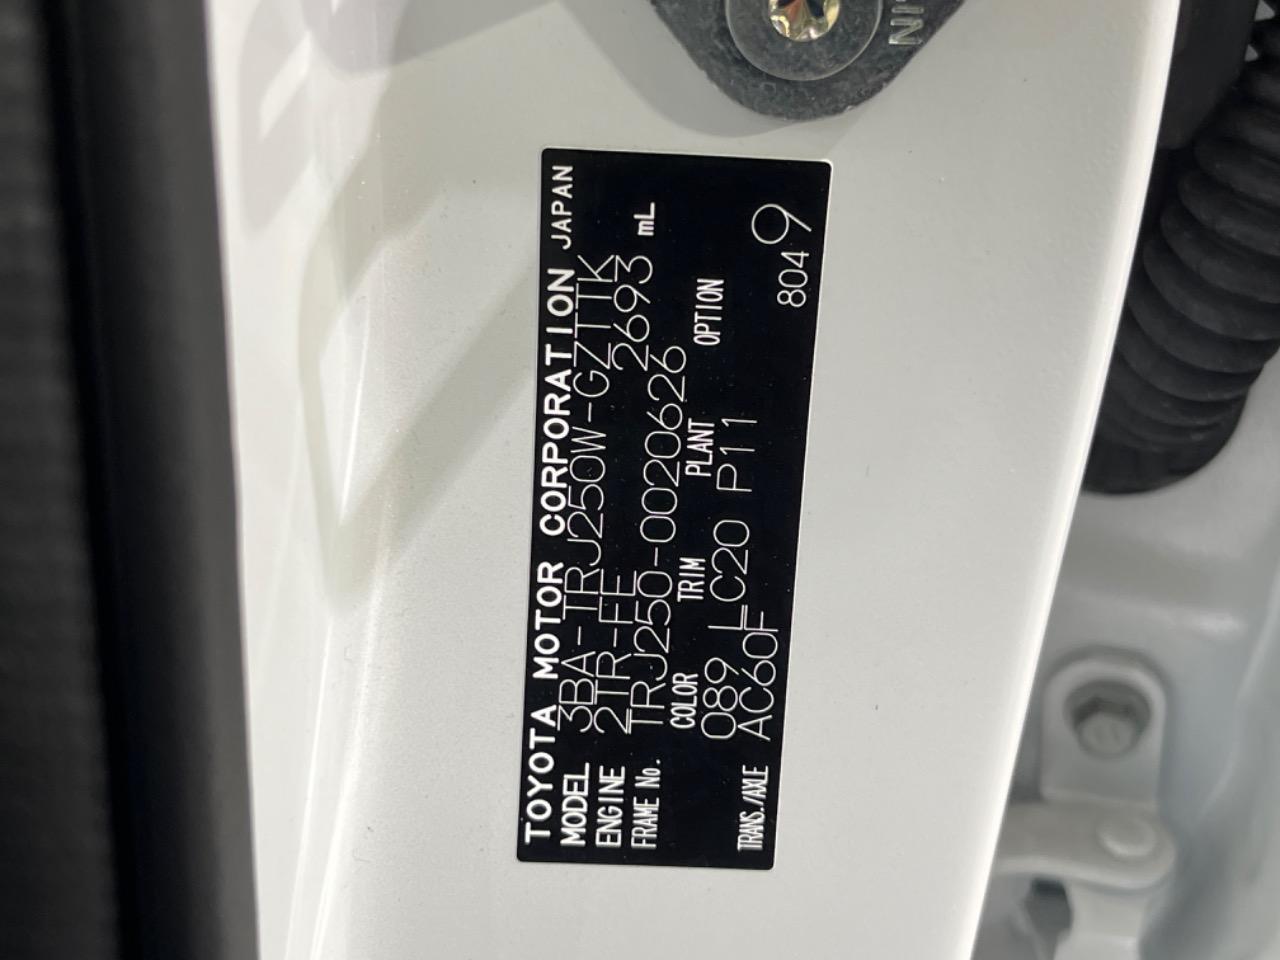 TOYOTA MOTOR CORPORATION JAPAN
MODEL 3BA-TRJ250W-GZTTK
ENGINE 2TR-FE 2693 mL
FRAME No. TRJ250-0020626
COLOR TRIM PLANT OPTION
089 LC20 P11
TRANS./AXLE AC60F 8049